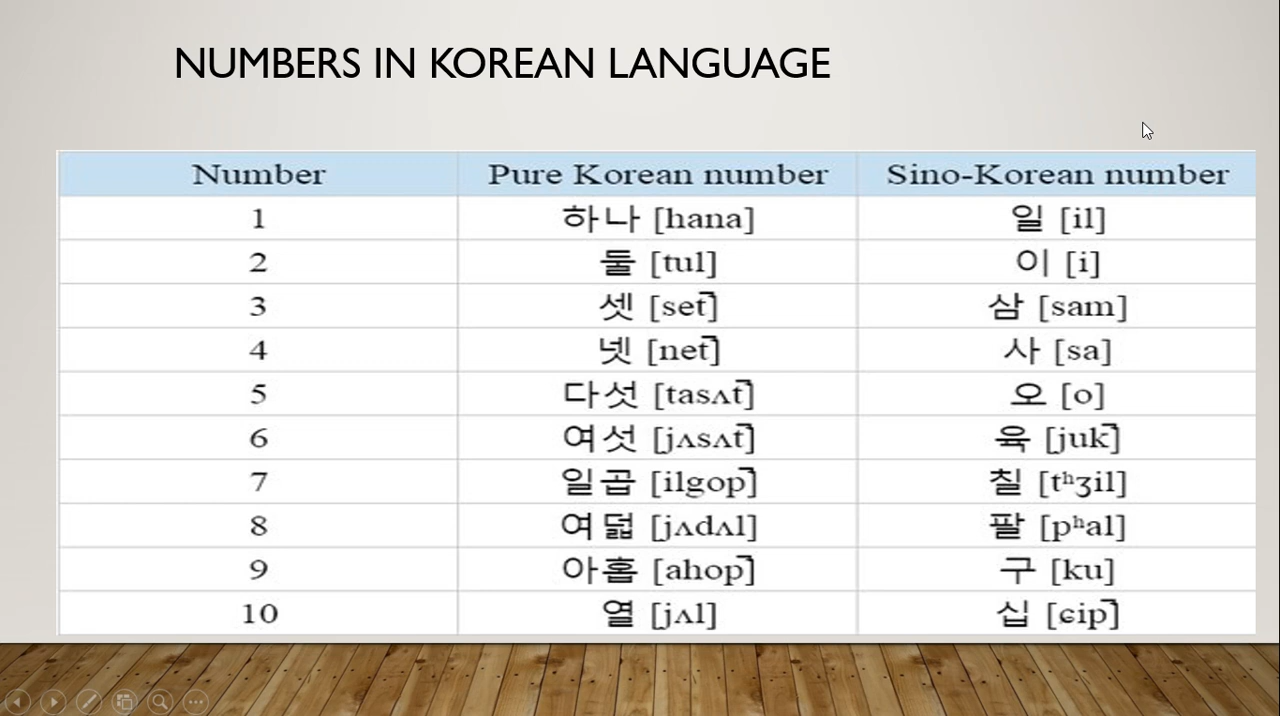 NUMBERS IN KOREAN LANGUAGE
Number Pure Korean number Sino-Korean number
1 하나 [hana] 일 [il]
2 둘 [tul] 이 [i]
3 셋 [set̚] 삼 [sam]
4 넷 [net̚] 사 [sa]
5 다섯 [tasʌt̚] 오 [o]
6 여섯 [jʌsʌt̚] 육 [juk̚]
7 일곱 [ilgop̚] 칠 [tʰʒil]
8 여덟 [jʌdʌl] 팔 [pʰal]
9 아홉 [ahop̚] 구 [ku]
10 열 [jʌl] 십 [ɕip̚]